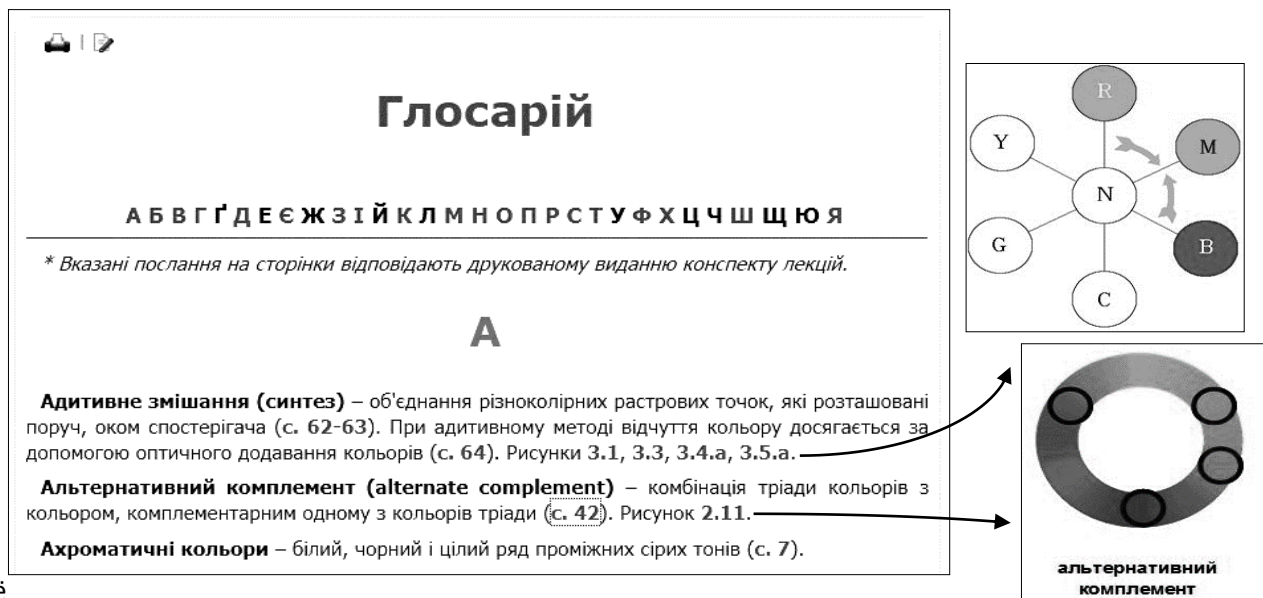 Глосарій
А Б В Г Ґ Д Е Є Ж З І Й К Л М Н О П Р С Т У Ф Х Ц Ч Ш Щ Ю Я
* Вказані послання на сторінки відповідають друкованому виданню конспекту лекцій.
А
Адитивне змішання (синтез) – об'єднання різноколірних растрових точок, які розташовані
поруч, оком спостерігача (с. 62-63). При адитивному методі відчуття кольору досягається за
допомогою оптичного додавання кольорів (с. 64). Рисунки 3.1, 3.3, 3.4.а, 3.5.а.
Альтернативний комплемент (alternate complement) – комбінація тріади кольорів з
кольором, комплементарним одному з кольорів тріади (с. 42). Рисунок 2.11.
Ахроматичні кольори – білий, чорний і цілий ряд проміжних сірих тонів (с. 7).
R
Y
M
N
G
B
C
альтернативний
комплемент